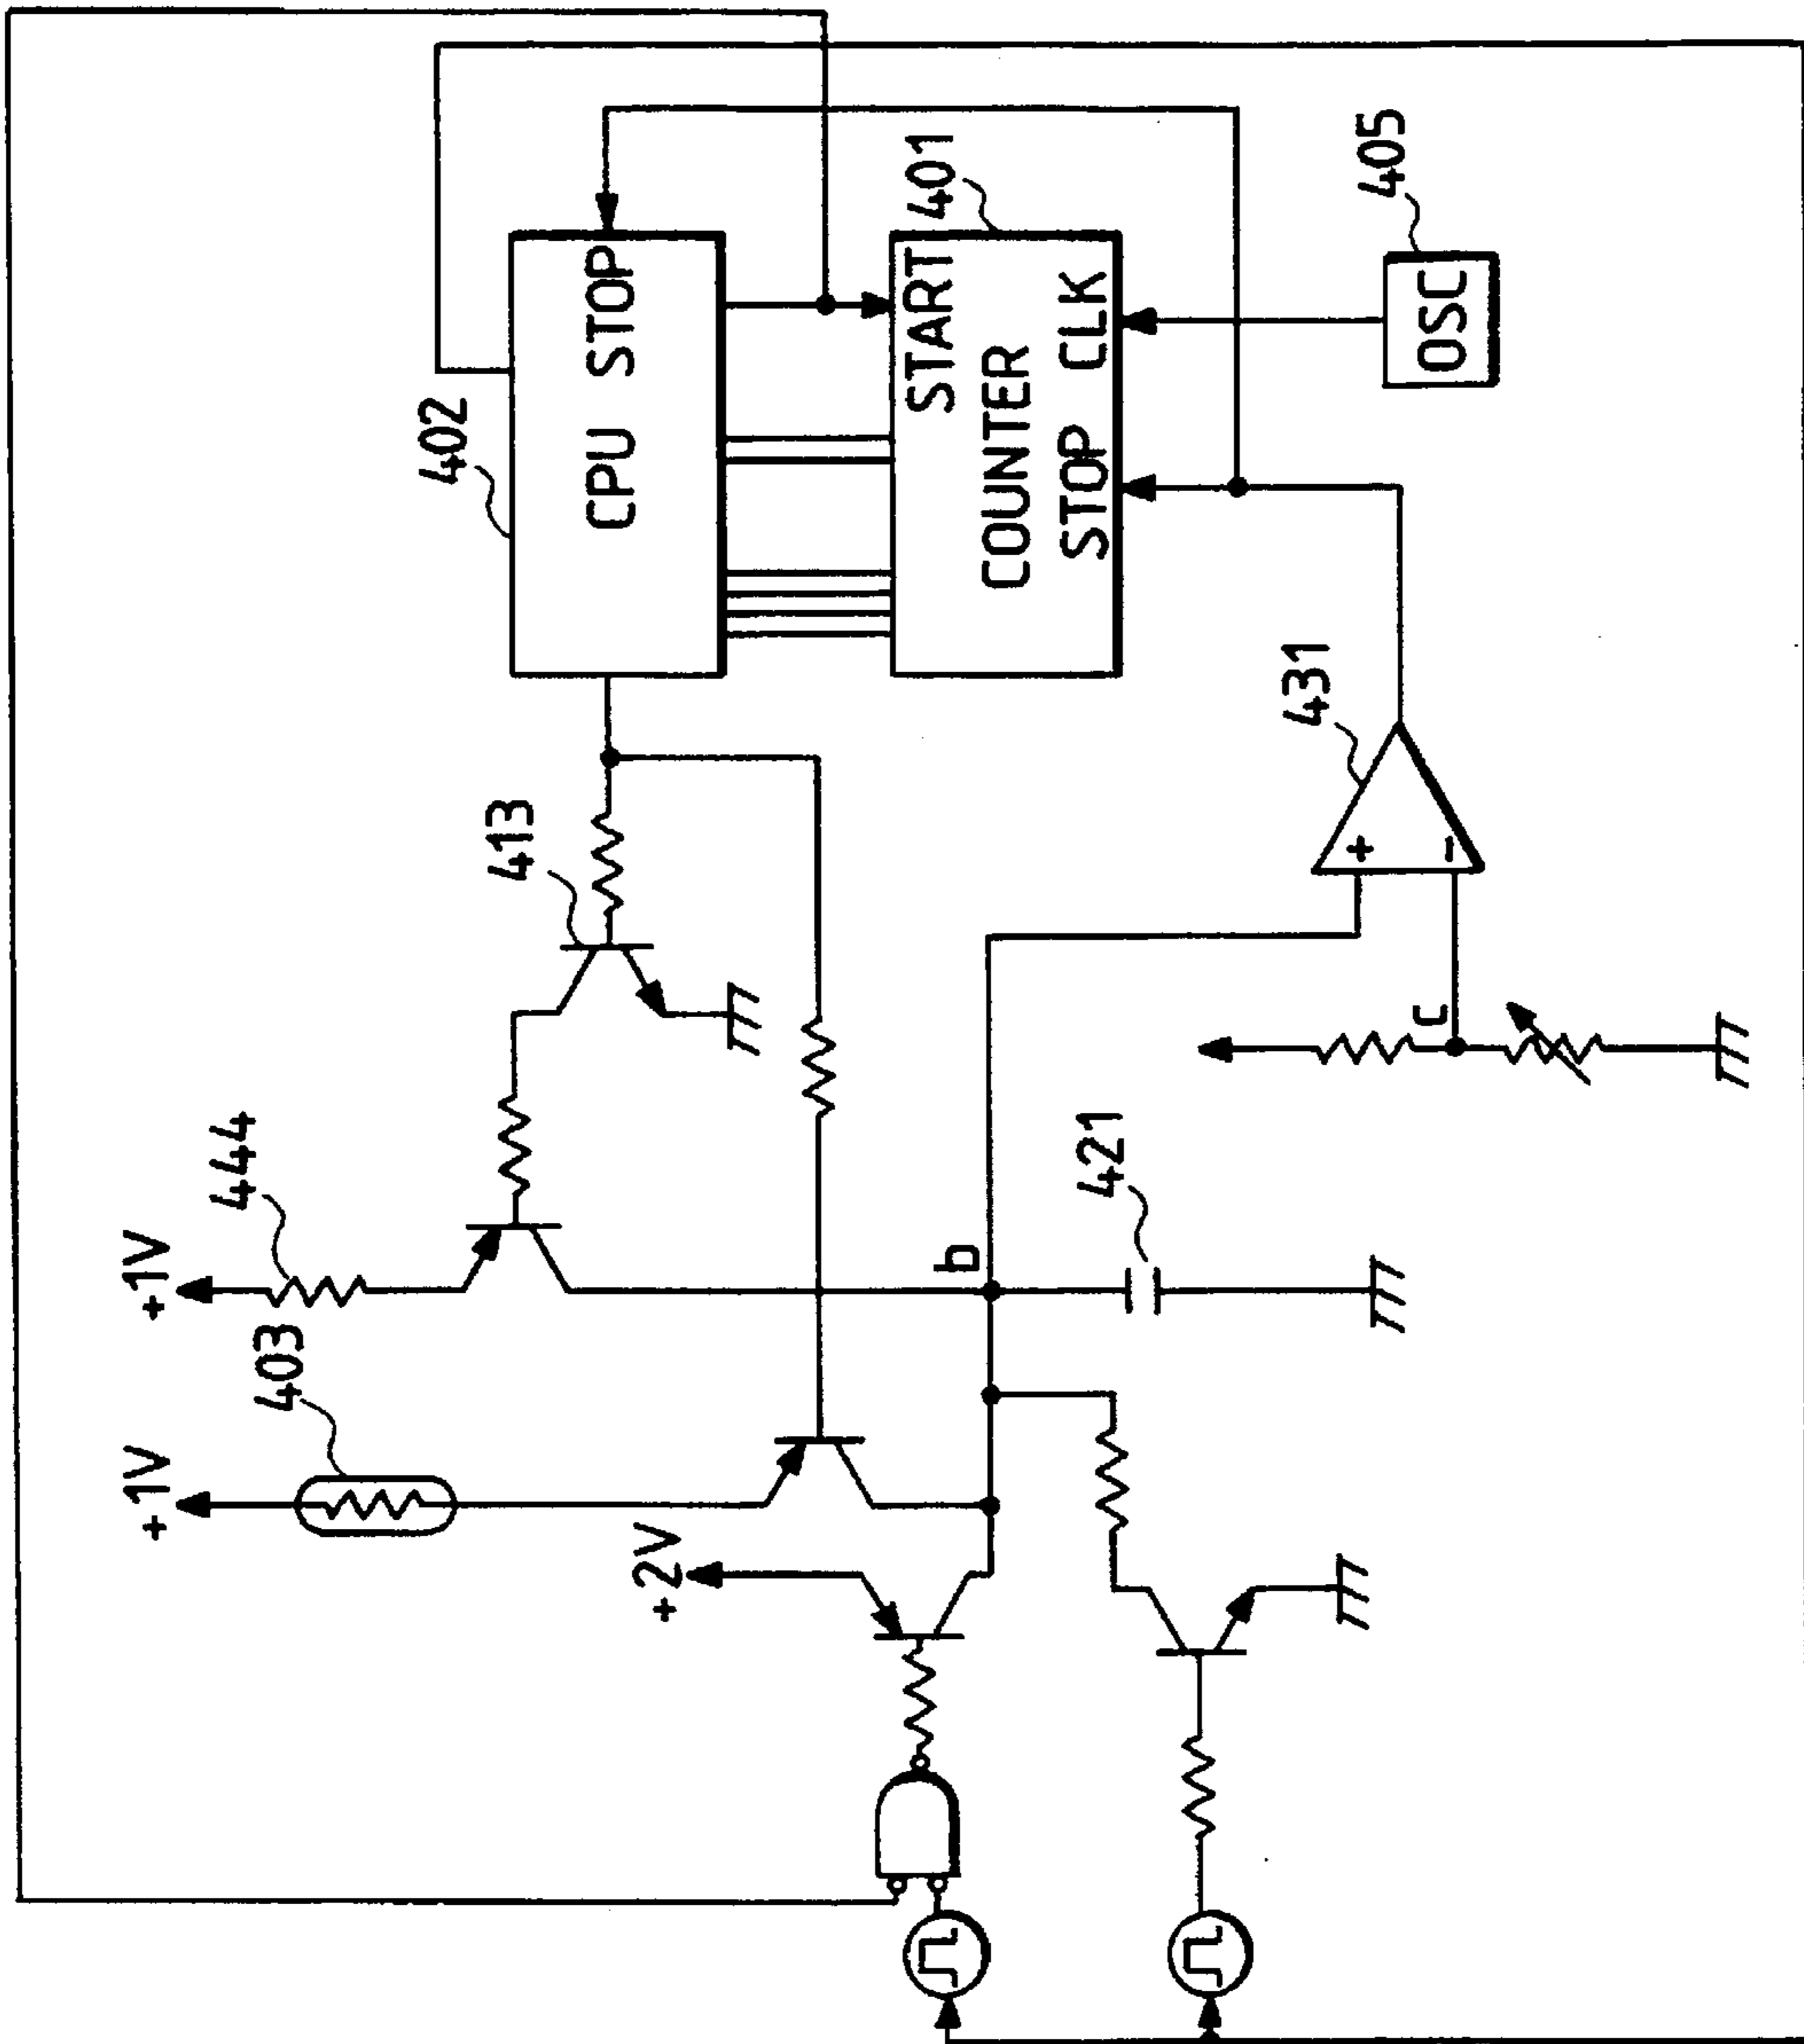 +1V
403
+1V
444
+2V
413
402
CPU STOP
START
COUNTER
STOP CLK
401
b
421
C
+
−
431
OSC
405